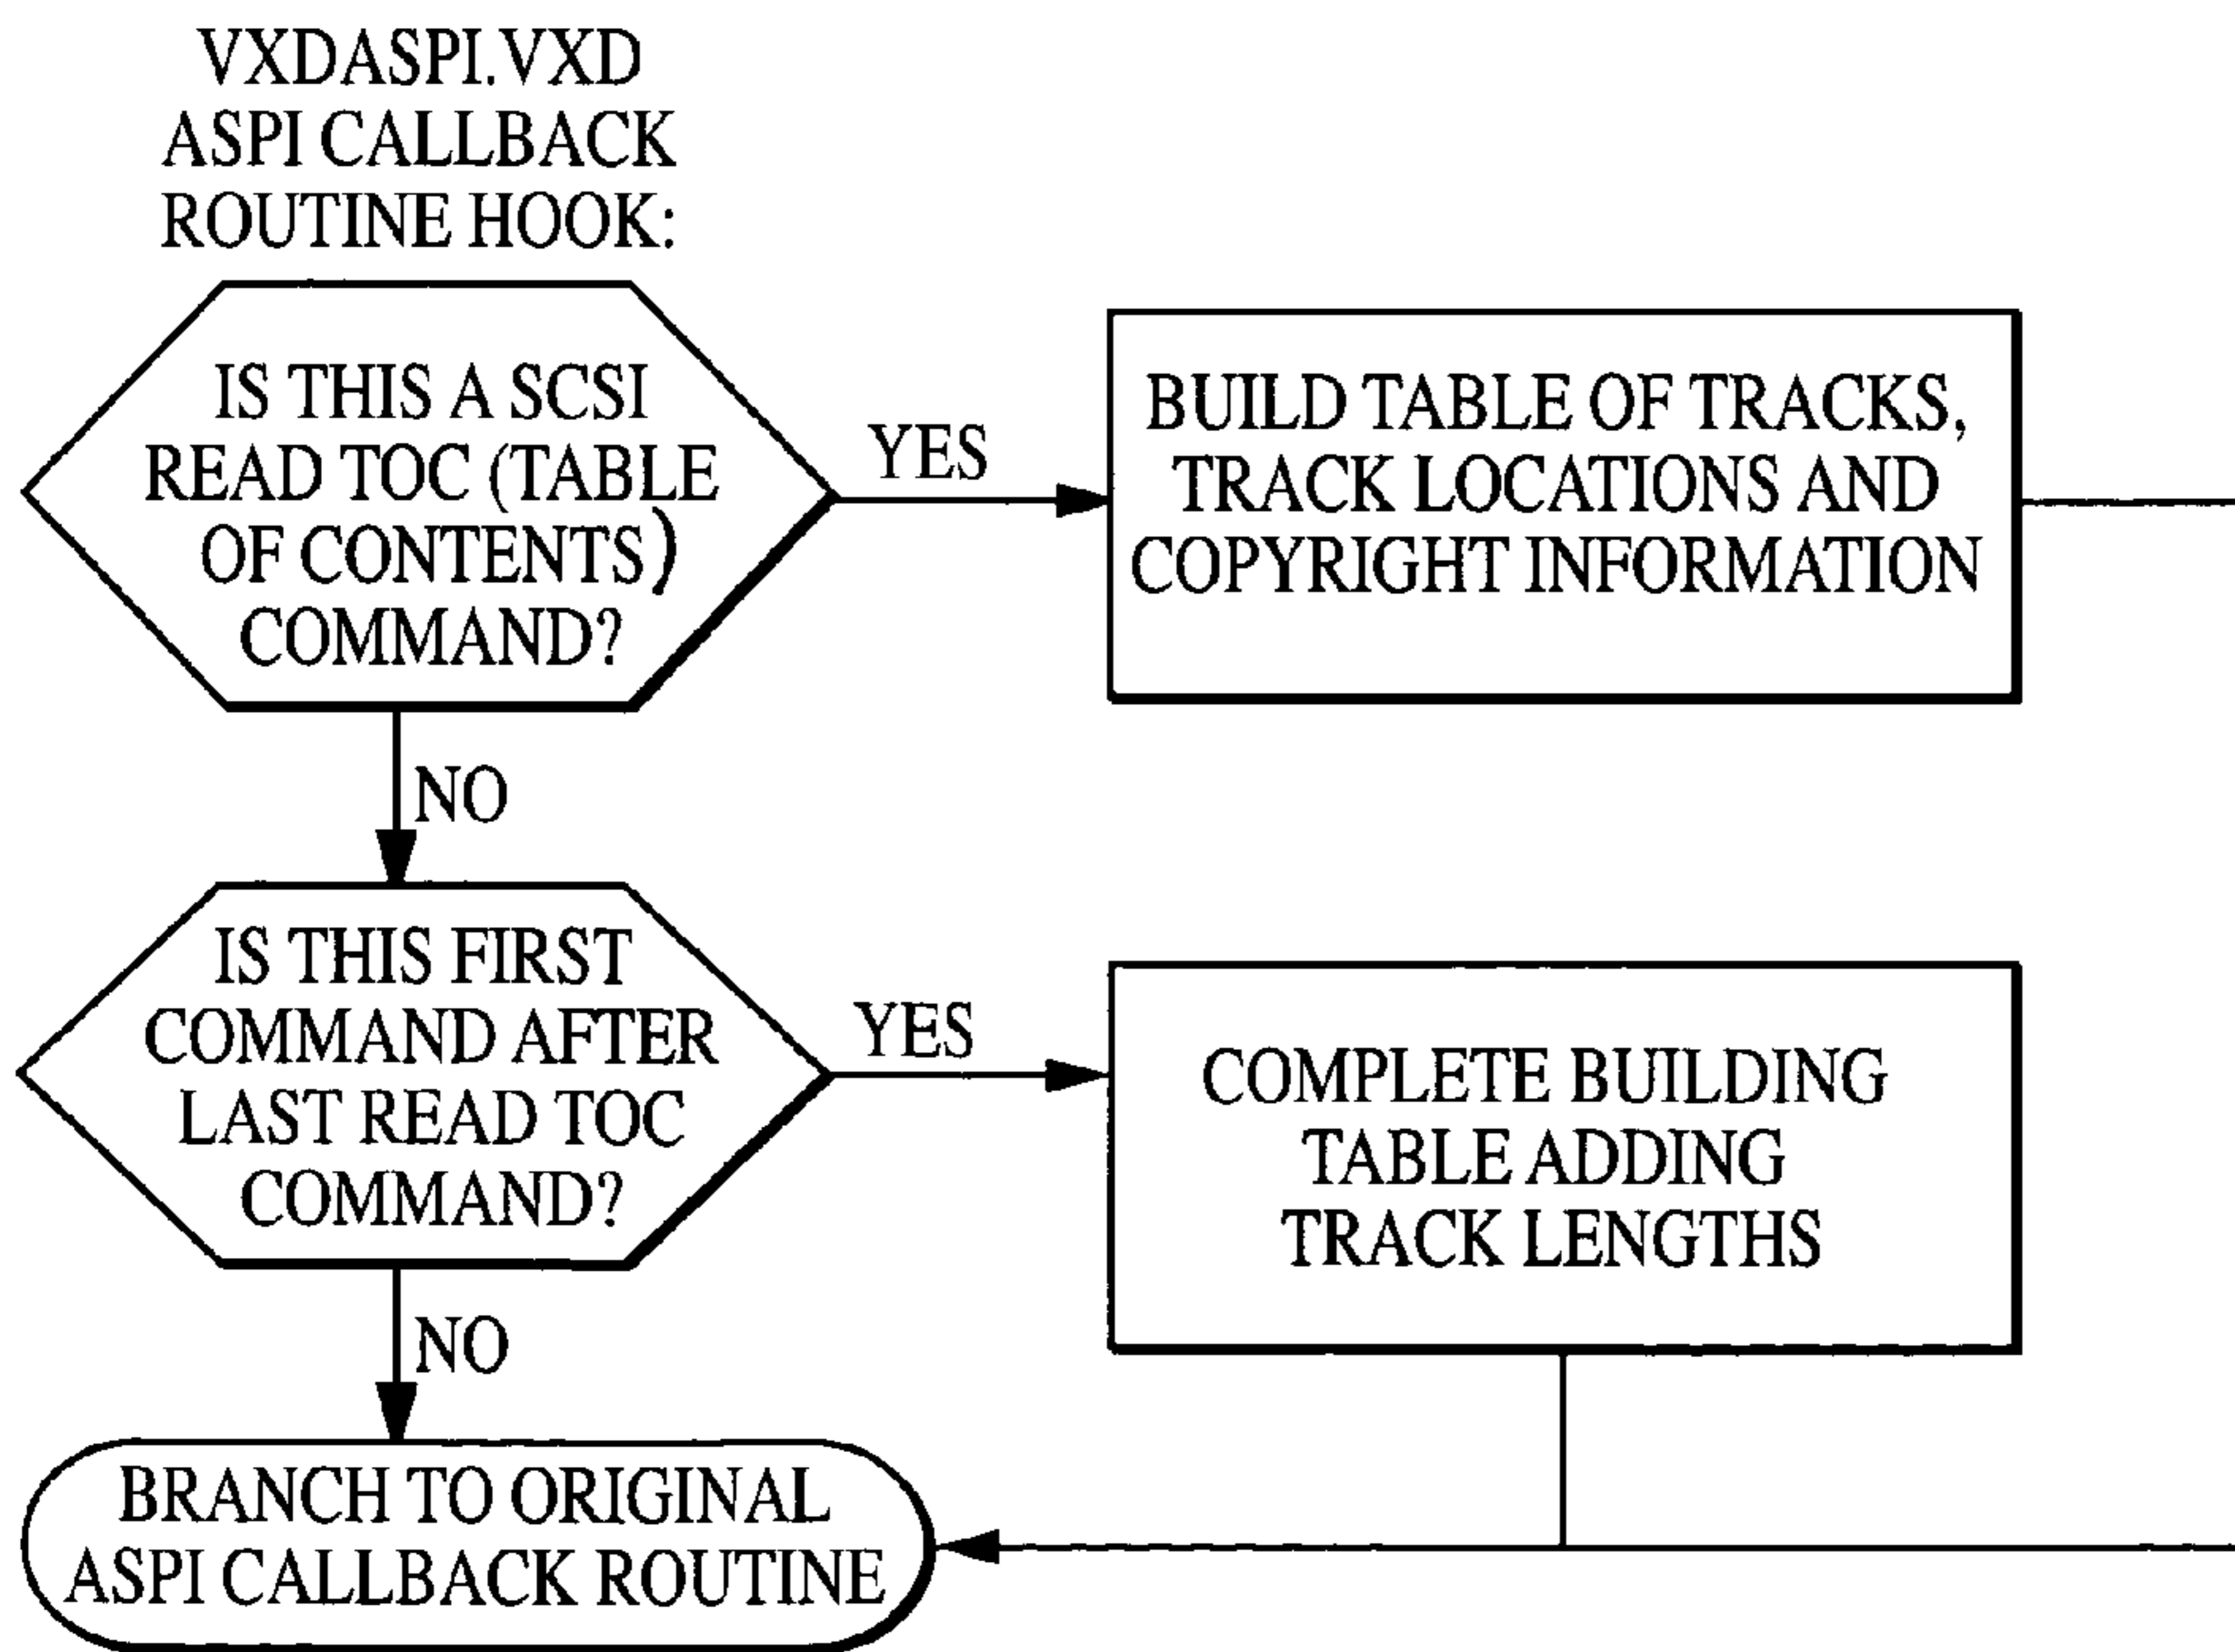 VXDASPI.VXD
ASPI CALLBACK
ROUTINE HOOK:
IS THIS A SCSI
READ TOC (TABLE
OF CONTENTS)
COMMAND?
YES
BUILD TABLE OF TRACKS,
TRACK LOCATIONS AND
COPYRIGHT INFORMATION
NO
IS THIS FIRST
COMMAND AFTER
LAST READ TOC
COMMAND?
YES
COMPLETE BUILDING
TABLE ADDING
TRACK LENGTHS
NO
BRANCH TO ORIGINAL
ASPI CALLBACK ROUTINE